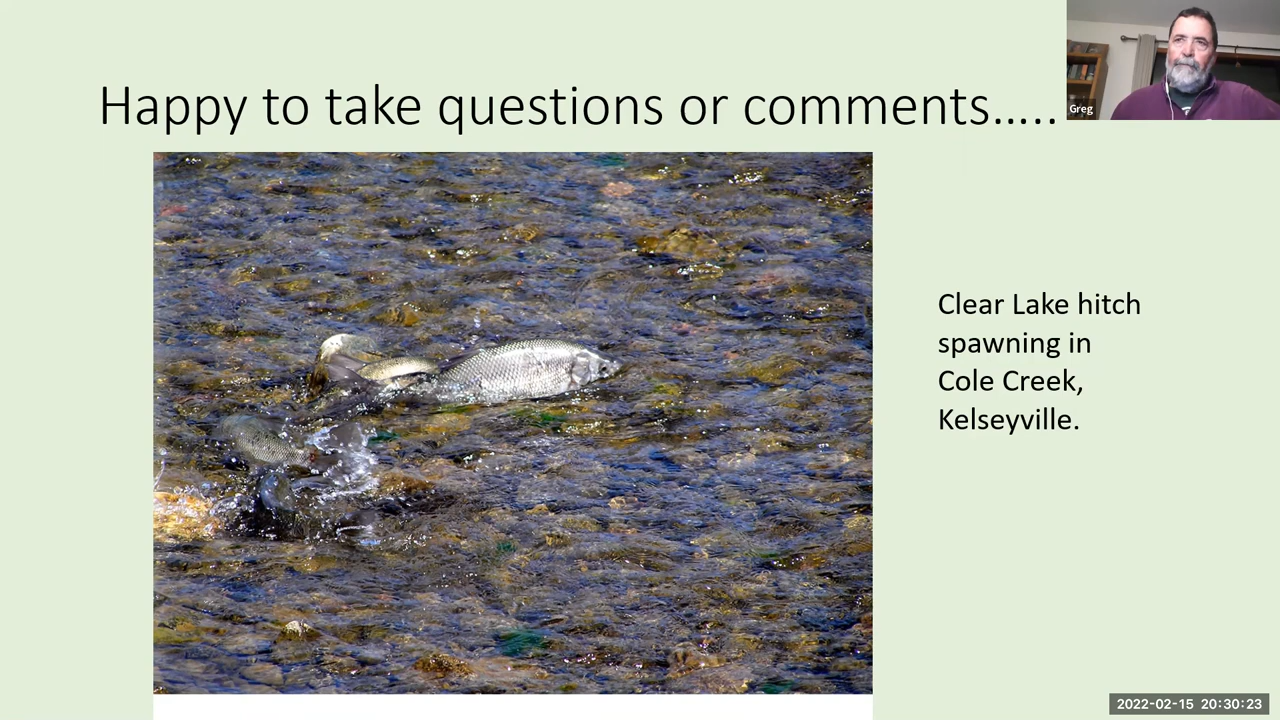 Happy to take questions or comments…..
Greg
Clear Lake hitch
spawning in
Cole Creek,
Kelseyville.
2022-02-15 20:30:23